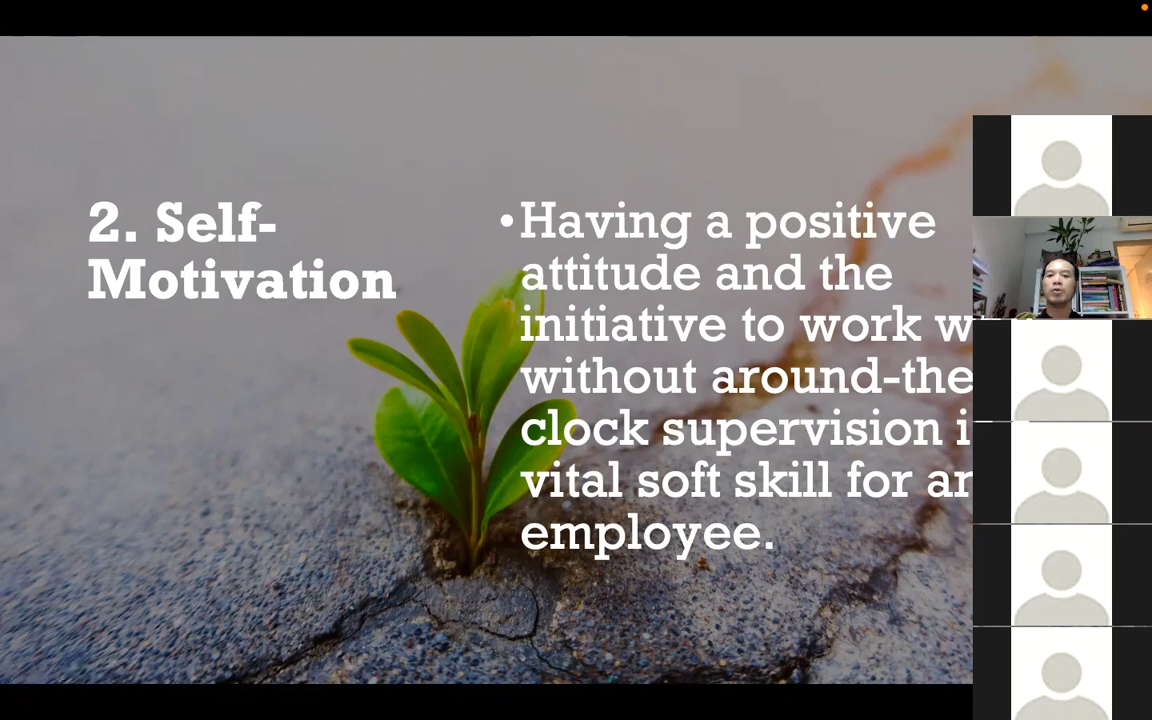 2. Self-
Motivation
•Having a positive
attitude and the
initiative to work
without around-the
clock supervision
vital soft skill for
employee.